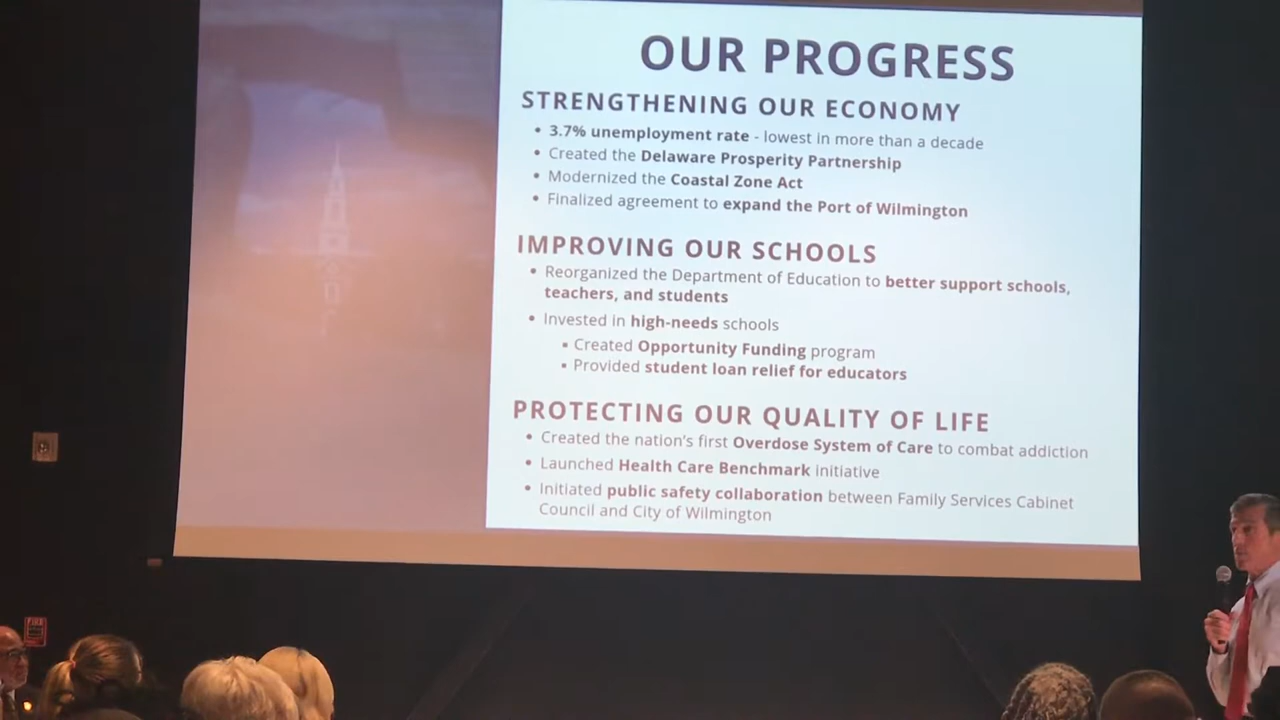 OUR PROGRESS
STRENGTHENING OUR ECONOMY
• 3.7% unemployment rate - lowest in more than a decade
• Created the Delaware Prosperity Partnership
• Modernized the Coastal Zone Act
• Finalized agreement to expand the Port of Wilmington
IMPROVING OUR SCHOOLS
• Reorganized the Department of Education to better support schools,
teachers, and students
• Invested in high-needs schools
▪ Created Opportunity Funding program
▪ Provided student loan relief for educators
PROTECTING OUR QUALITY OF LIFE
• Created the nation's first Overdose System of Care to combat addiction
• Launched Health Care Benchmark initiative
• Initiated public safety collaboration between Family Services Cabinet
Council and City of Wilmington